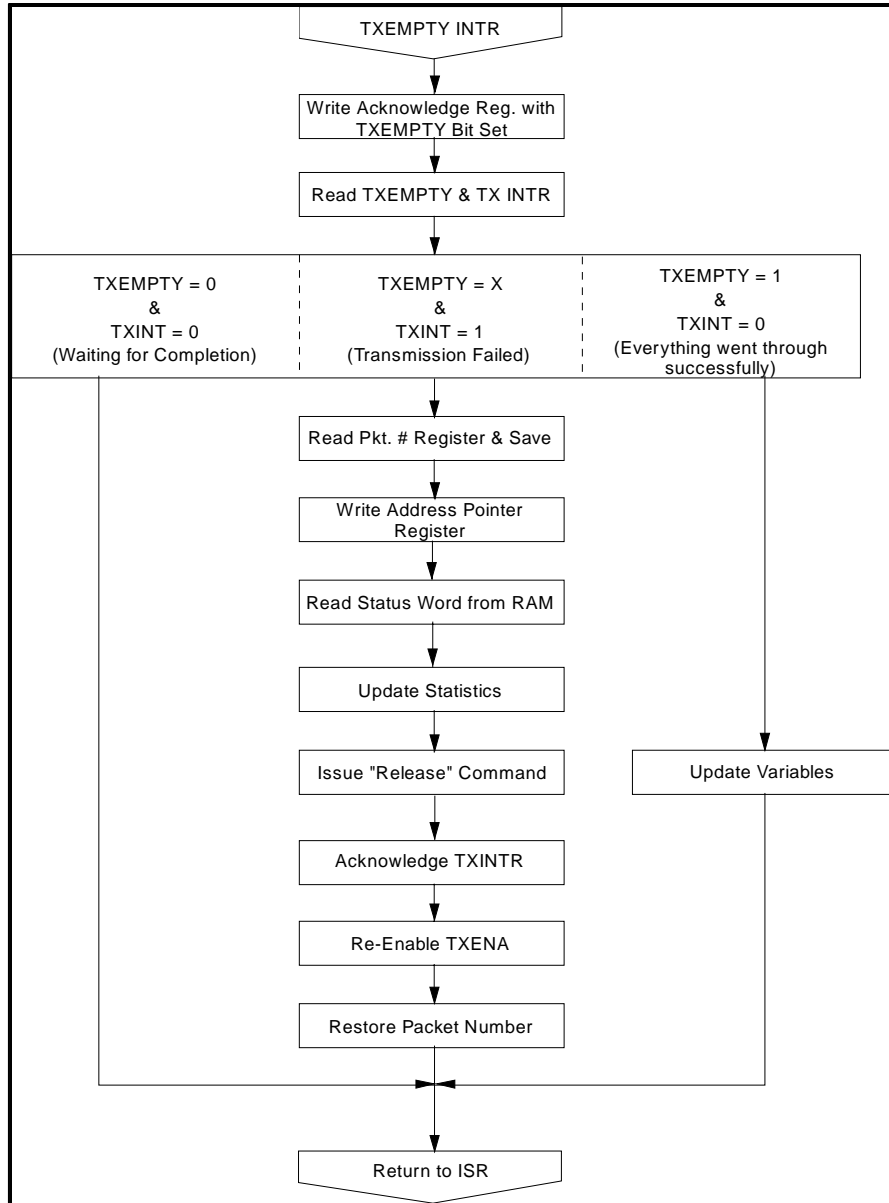 TXEMPTY INTR
Write Acknowledge Reg. with
TXEMPTY Bit Set
Read TXEMPTY & TX INTR
TXEMPTY = 0
&
TXINT = 0
(Waiting for Completion)
TXEMPTY = X
&
TXINT = 1
(Transmission Failed)
TXEMPTY = 1
&
TXINT = 0
(Everything went through
successfully)
Read Pkt. # Register & Save
Write Address Pointer
Register
Read Status Word from RAM
Update Statistics
Issue "Release" Command
Update Variables
Acknowledge TXINTR
Re-Enable TXENA
Restore Packet Number
Return to ISR